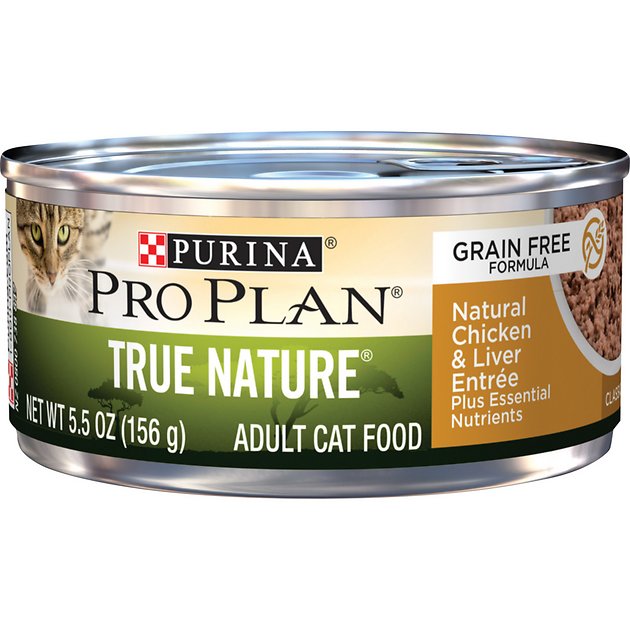 PURINA®
PRO PLAN®
TRUE NATURE®
NET WT 5.5 OZ (156 g)
ADULT CAT FOOD
GRAIN FREE
FORMULA
Natural
Chicken
& Liver
Entrée
Plus Essential
Nutrients